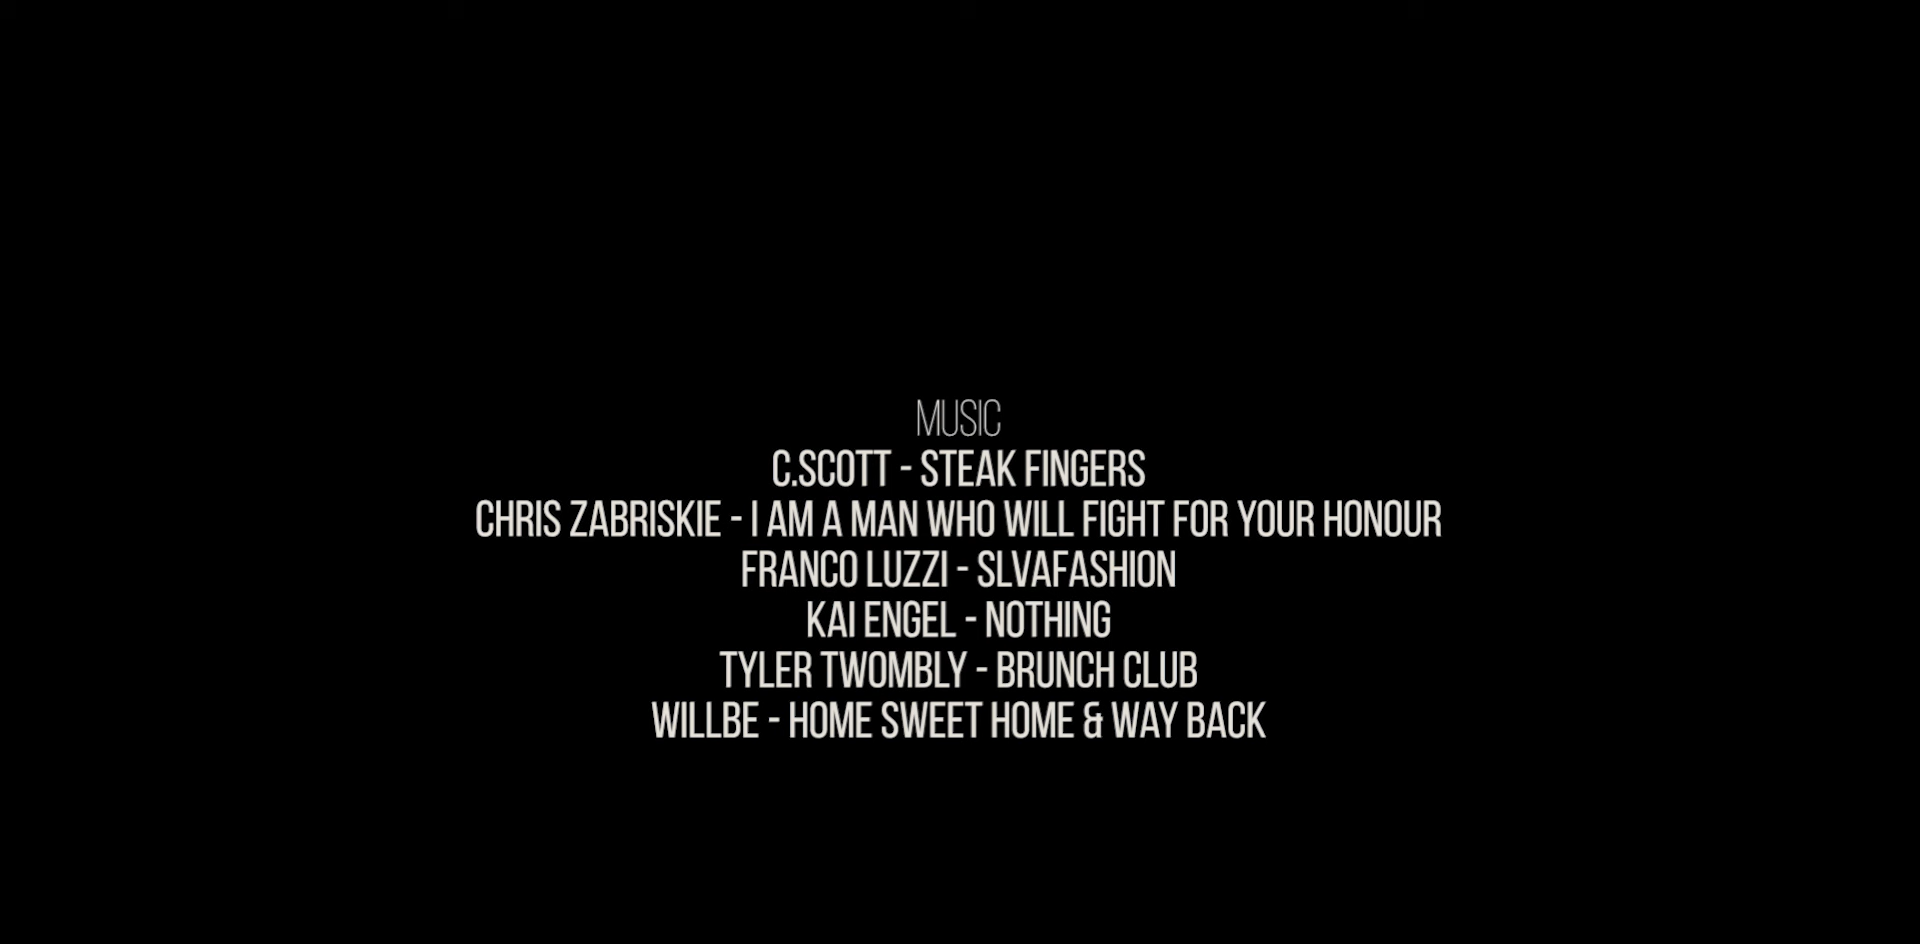 MUSIC
C.SCOTT - STEAK FINGERS
CHRIS ZABRISKIE - I AM A MAN WHO WILL FIGHT FOR YOUR HONOUR
FRANCO LUZZI - SLVAFASHION
KAI ENGEL - NOTHING
TYLER TWOMBLY - BRUNCH CLUB
WILLBE - HOME SWEET HOME & WAY BACK